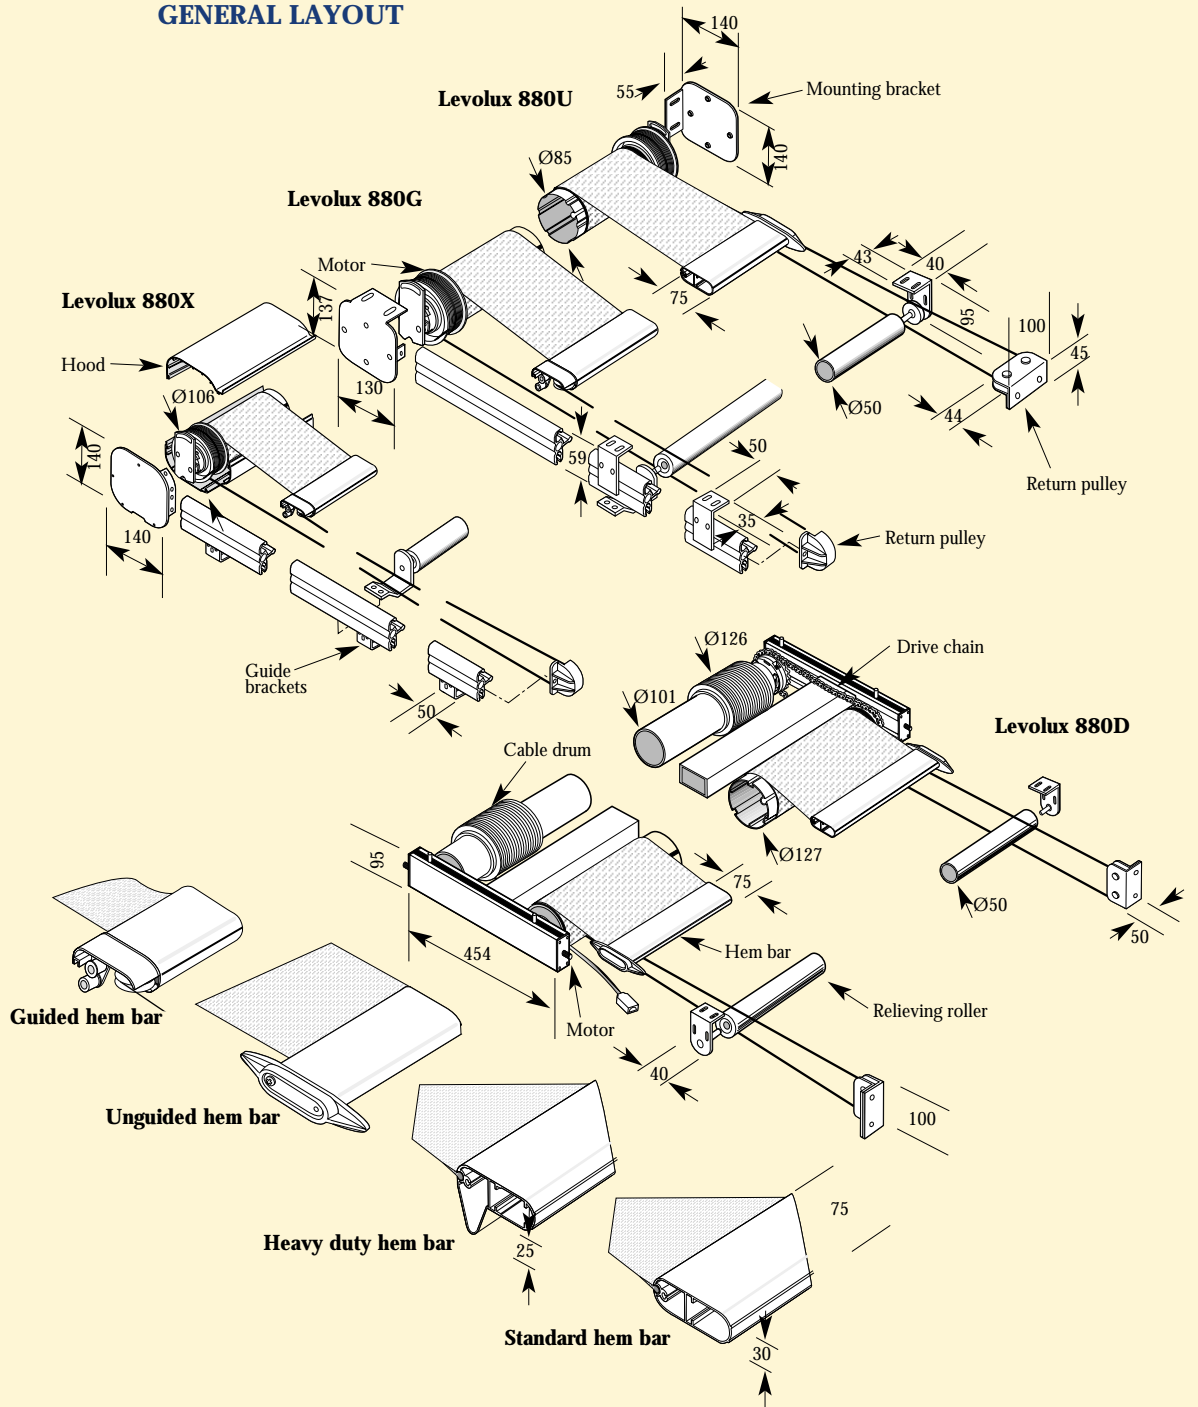 GENERAL LAYOUT
140
55
Mounting bracket
Levolux 880U
140
Ø85
Levolux 880G
43
40
Motor
75
137
Levolux 880X
95
100
45
Hood
130
Ø106
Ø50
44
140
59
50
Return pulley
35
140
Return pulley
Ø126
Drive chain
Guide
brackets
Ø101
50
Levolux 880D
Cable drum
95
Ø127
75
Ø50
50
454
Hem bar
Guided hem bar
Motor
Relieving roller
40
Unguided hem bar
100
75
Heavy duty hem bar
25
Standard hem bar
30